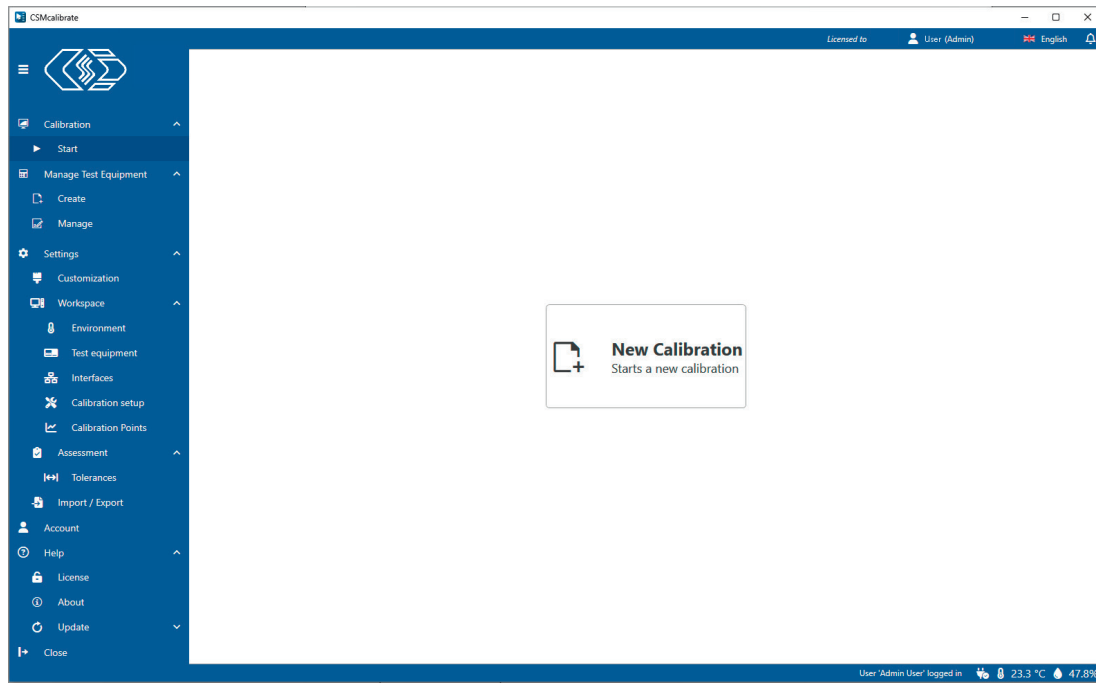 CSMcalibrate
Licensed to
User (Admin)
English
Calibration
Start
Manage Test Equipment
Create
Manage
Settings
Customization
Workspace
Environment
Test equipment
Interfaces
Calibration setup
Calibration Points
Assessment
Tolerances
Import / Export
Account
Help
License
About
Update
Close
New Calibration
Starts a new calibration
User 'Admin User' logged in
23.3 °C
47.8%